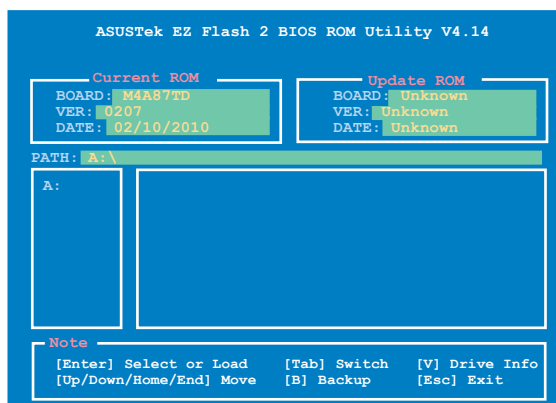 ASUSTek EZ Flash 2 BIOS ROM Utility V4.14
Current ROM
BOARD: M4A87TD
VER: 0207
DATE: 02/10/2010
Update ROM
BOARD: Unknown
VER: Unknown
DATE: Unknown
PATH: A:\
A:
Note
[Enter] Select or Load [Tab] Switch [V] Drive Info
[Up/Down/Home/End] Move [B] Backup [Esc] Exit